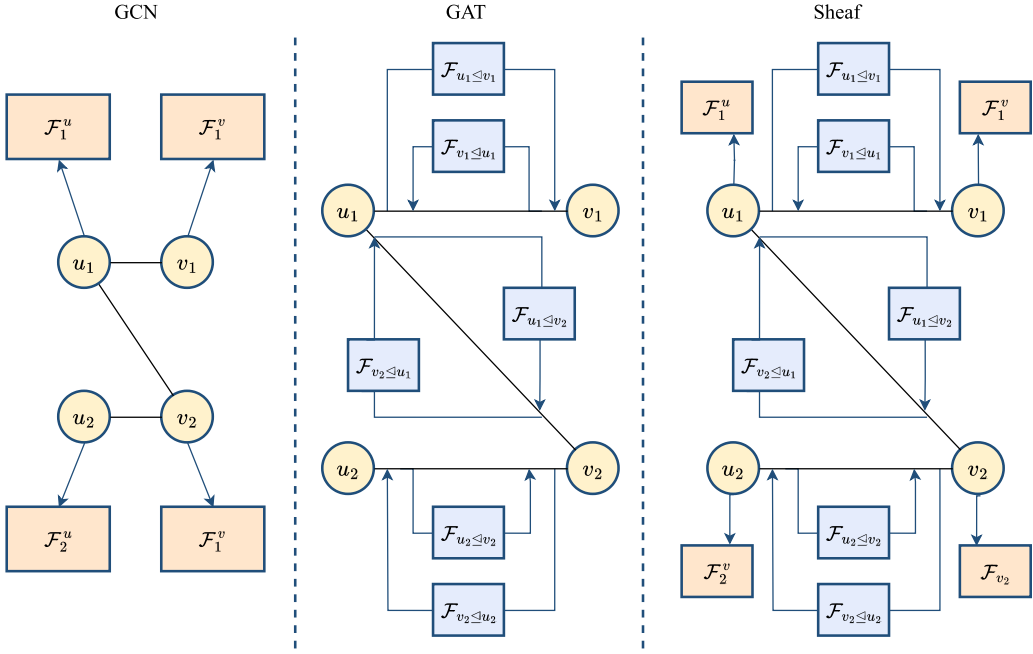 GCN
GAT
Sheaf
ℱ₁ᵘ
ℱ₁ᵛ
u₁
v₁
u₂
v₂
ℱ₂ᵘ
ℱ₁ᵛ
ℱ_{u₁⊴v₁}
ℱ_{v₁⊴u₁}
u₁
v₁
ℱ_{u₁⊴v₂}
ℱ_{v₂⊴u₁}
u₂
v₂
ℱ_{u₂⊴v₂}
ℱ_{v₂⊴u₂}
ℱ_{u₁⊴v₁}
ℱ₁ᵘ
ℱ₁ᵛ
ℱ_{v₁⊴u₁}
u₁
v₁
ℱ_{u₁⊴v₂}
ℱ_{v₂⊴u₁}
u₂
v₂
ℱ_{u₂⊴v₂}
ℱ₂ᵛ
ℱ_{v₂}
ℱ_{v₂⊴u₂}